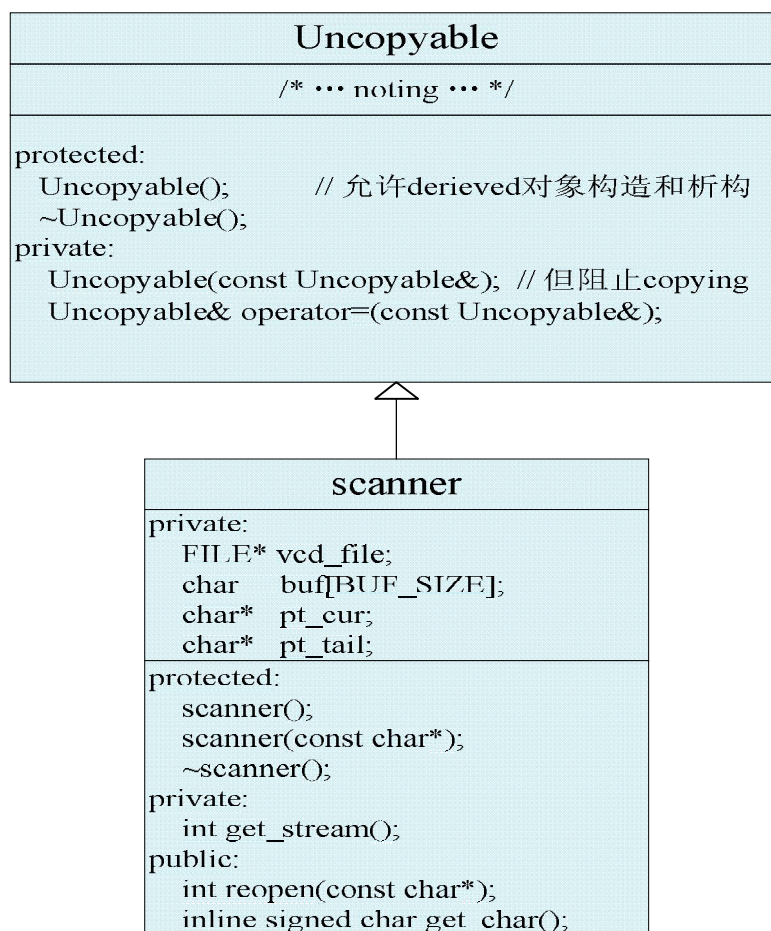 Uncopyable
/* ··· noting ··· */
protected:
Uncopyable(); // 允许derieved对象构造和析构
~Uncopyable();
private:
Uncopyable(const Uncopyable&); // 但阻止copying
Uncopyable& operator=(const Uncopyable&);
scanner
private:
FILE* vcd_file;
char buf[BUF_SIZE];
char* pt_cur;
char* pt_tail;
protected:
scanner();
scanner(const char*);
~scanner();
private:
int get_stream();
public:
int reopen(const char*);
inline signed char get_char();